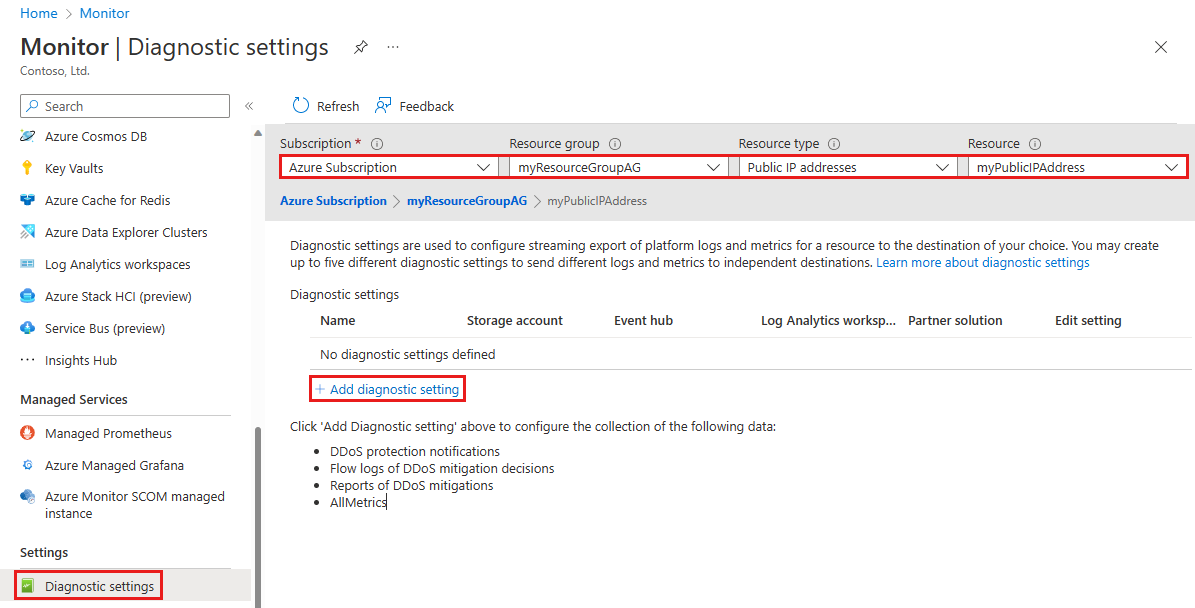 Home > Monitor
Monitor | Diagnostic settings ...
Contoso, Ltd.
Search «
Azure Cosmos DB
Key Vaults
Azure Cache for Redis
Azure Data Explorer Clusters
Log Analytics workspaces
Azure Stack HCI (preview)
Service Bus (preview)
Insights Hub
Managed Services
Managed Prometheus
Azure Managed Grafana
Azure Monitor SCOM managed
instance
Settings
Diagnostic settings
Refresh Feedback
Subscription * Resource group Resource type Resource
Azure Subscription myResourceGroupAG Public IP addresses myPublicIPAddress
Azure Subscription > myResourceGroupAG > myPublicIPAddress
Diagnostic settings are used to configure streaming export of platform logs and metrics for a resource to the destination of your choice. You may create
up to five different diagnostic settings to send different logs and metrics to independent destinations. Learn more about diagnostic settings
Diagnostic settings
Name Storage account Event hub Log Analytics worksp... Partner solution Edit setting
No diagnostic settings defined
+ Add diagnostic setting
Click 'Add Diagnostic setting' above to configure the collection of the following data:
• DDoS protection notifications
• Flow logs of DDoS mitigation decisions
• Reports of DDoS mitigations
• AllMetrics